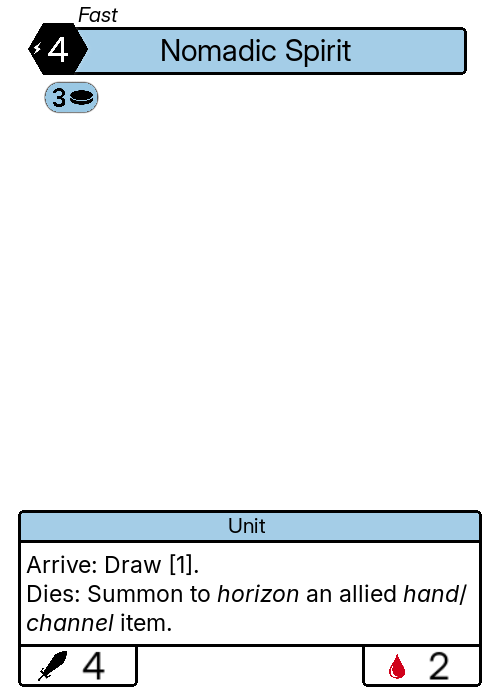 Fast
4 Nomadic Spirit
3
Unit
Arrive: Draw [1].
Dies: Summon to horizon an allied hand/
channel item.
4 2